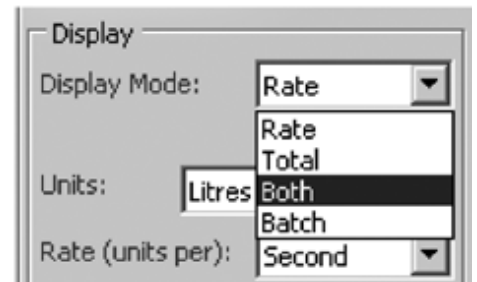 Display
Display Mode: Rate
Rate
Total
Units: Litres Both
Batch
Rate (units per): Second